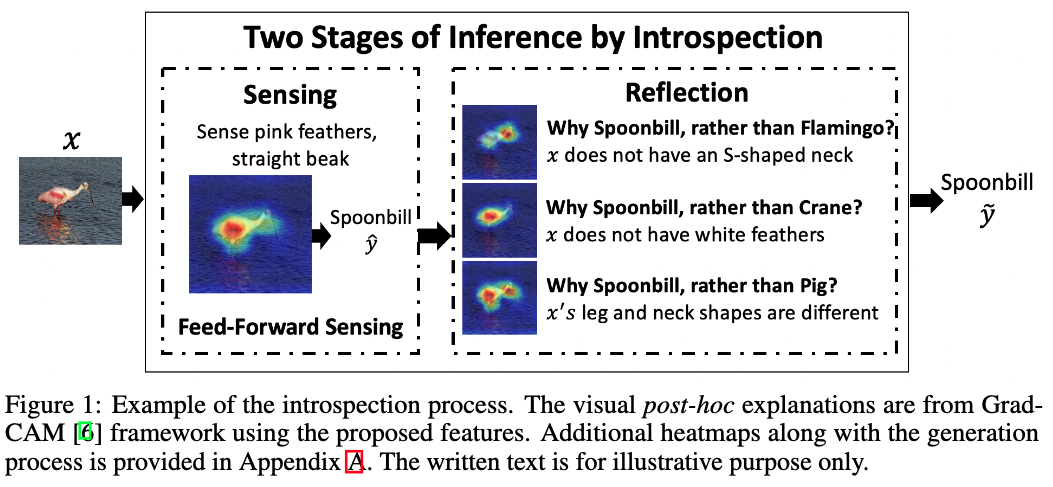 Two Stages of Inference by Introspection
x
Sensing
Sense pink feathers,
straight beak
Spoonbill
ŷ
Feed-Forward Sensing
Reflection
Why Spoonbill, rather than Flamingo?
x does not have an S-shaped neck
Why Spoonbill, rather than Crane?
x does not have white feathers
Why Spoonbill, rather than Pig?
x's leg and neck shapes are different
Spoonbill
ỹ
Figure 1: Example of the introspection process. The visual post-hoc explanations are from Grad-
CAM [6] framework using the proposed features. Additional heatmaps along with the generation
process is provided in Appendix A. The written text is for illustrative purpose only.